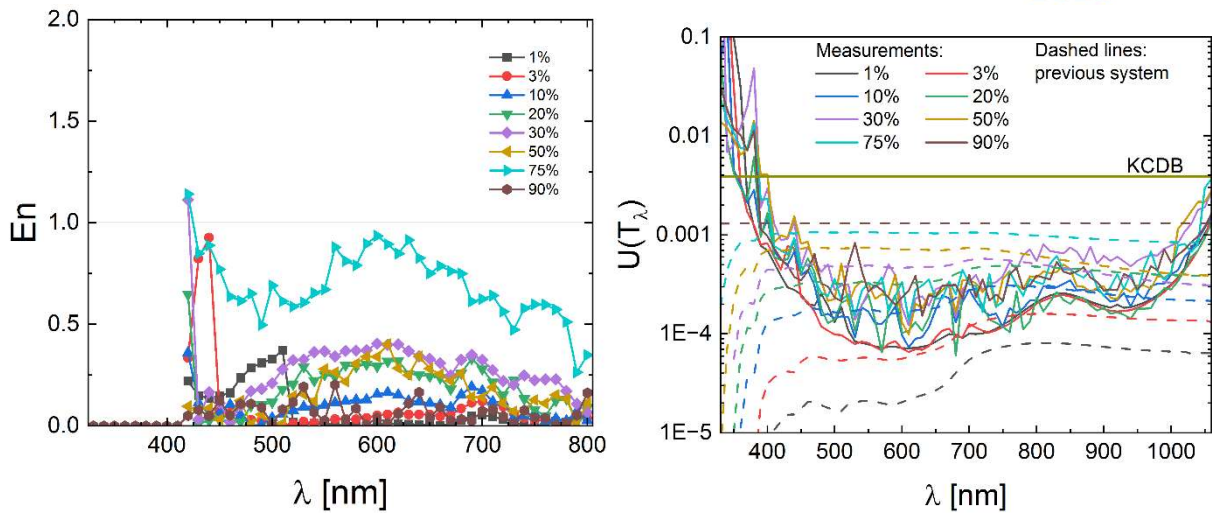 2.0
1.5
1.0
0.5
0.0
En
400
500
600
700
800
λ [nm]
1%
3%
10%
20%
30%
50%
75%
90%
0.1
0.01
0.001
1E−4
1E−5
U(Tλ)
Measurements:
1%
3%
10%
20%
30%
50%
75%
90%
Dashed lines:
previous system
KCDB
400 500 600 700 800 900 1000
λ [nm]